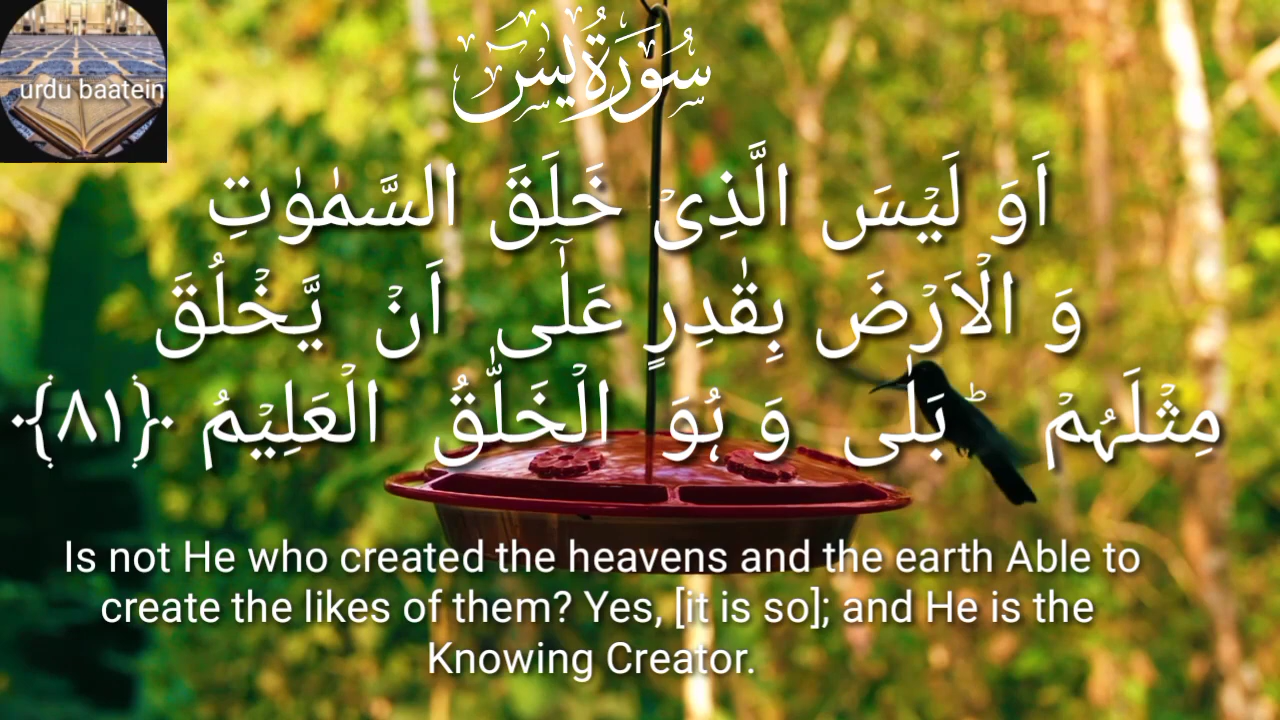 urdu baatein
سُوْرَةُ يٰسٓ
اَوَ لَيۡسَ الَّذِىۡ خَلَقَ السَّمٰوٰتِ
وَ الۡاَرۡضَ بِقٰدِرٍ عَلٰٓى اَنۡ يَّخۡلُقَ
مِثۡلَهُمۡ ؕ بَلٰى وَ هُوَ الۡخَلّٰقُ الۡعَلِيۡمُ ﴿۸۱﴾
Is not He who created the heavens and the earth Able to
create the likes of them? Yes, [it is so]; and He is the
Knowing Creator.